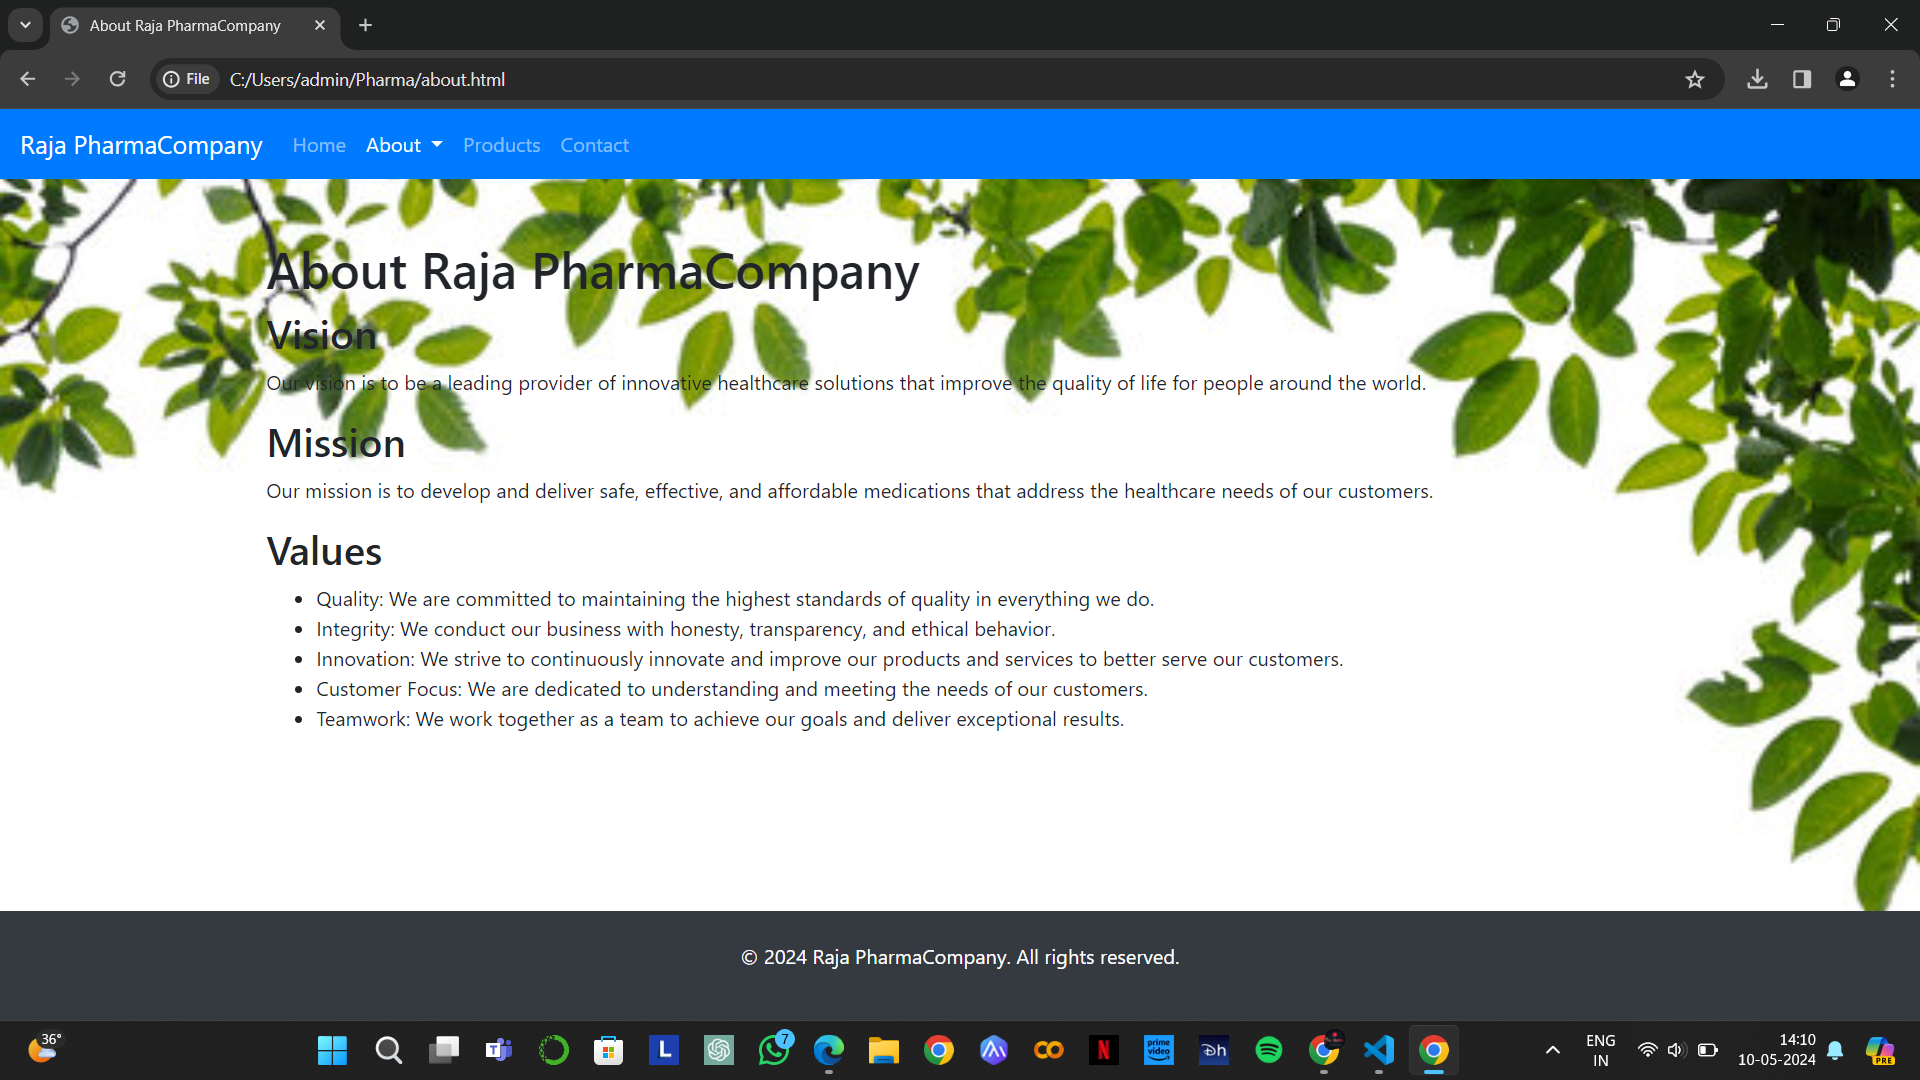 About Raja PharmaCompany
File C:/Users/admin/Pharma/about.html
Raja PharmaCompany Home About Products Contact
About Raja PharmaCompany
Vision
Our vision is to be a leading provider of innovative healthcare solutions that improve the quality of life for people around the world.
Mission
Our mission is to develop and deliver safe, effective, and affordable medications that address the healthcare needs of our customers.
Values
• Quality: We are committed to maintaining the highest standards of quality in everything we do.
• Integrity: We conduct our business with honesty, transparency, and ethical behavior.
• Innovation: We strive to continuously innovate and improve our products and services to better serve our customers.
• Customer Focus: We are dedicated to understanding and meeting the needs of our customers.
• Teamwork: We work together as a team to achieve our goals and deliver exceptional results.
© 2024 Raja PharmaCompany. All rights reserved.
36°
T
L
7
N
prime video
Dh
ENG
IN
14:10
10-05-2024
PRE